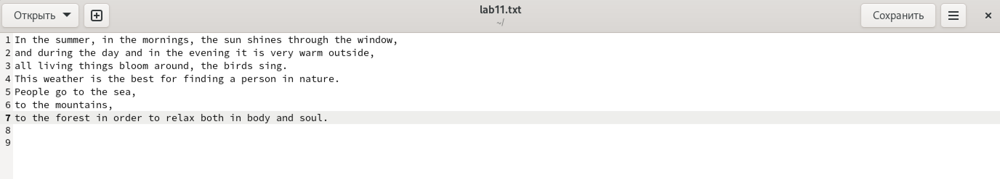 Открыть
lab11.txt
~/
Сохранить
1 In the summer, in the mornings, the sun shines through the window,
2 and during the day and in the evening it is very warm outside,
3 all living things bloom around, the birds sing.
4 This weather is the best for finding a person in nature.
5 People go to the sea,
6 to the mountains,
7 to the forest in order to relax both in body and soul.
8
9